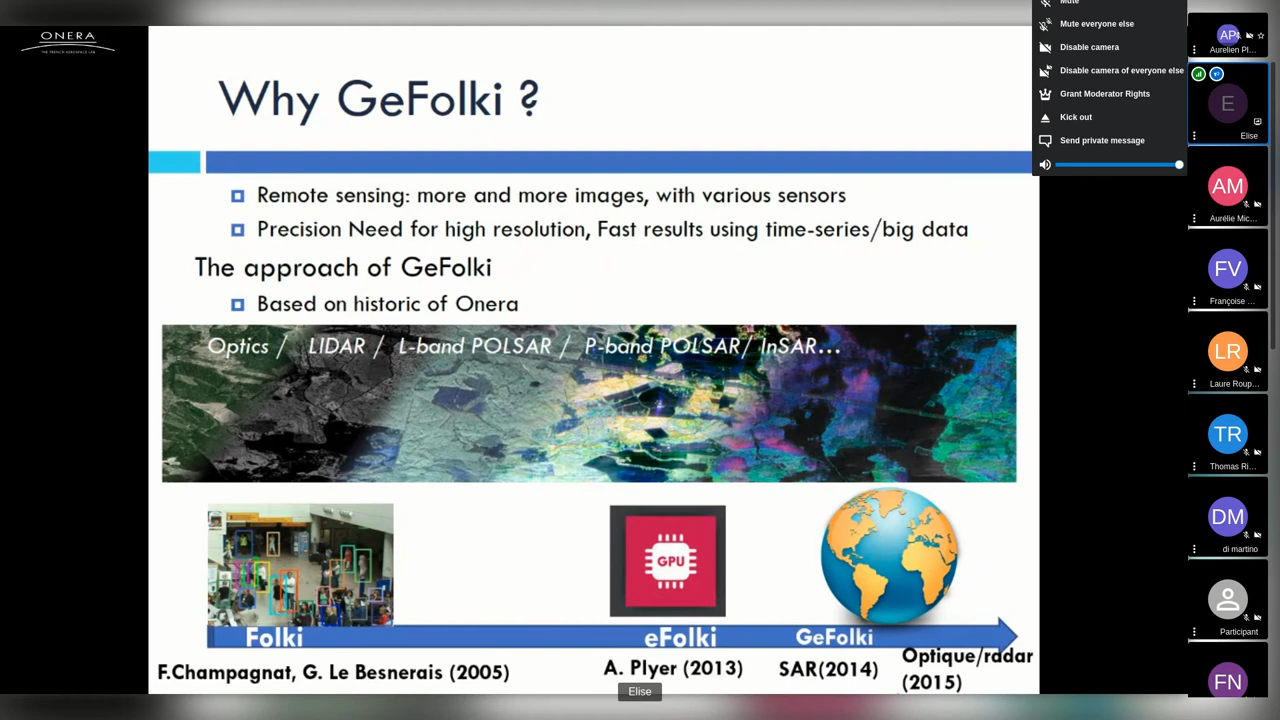 ONERA
THE FRENCH AEROSPACE LAB
Why GeFolki ?
Remote sensing: more and more images, with various sensors
Precision Need for high resolution, Fast results using time-series/big data
The approach of GeFolki
Based on historic of Onera
Optics / LIDAR / L-band POLSAR / P-band POLSAR/ InSAR...
GPU
Folki
eFolki
GeFolki
F.Champagnat, G. Le Besnerais (2005)
A. Plyer (2013)
SAR(2014)
Optique/radar
(2015)
Elise
Mute
Mute everyone else
Disable camera
Disable camera of everyone else
Grant Moderator Rights
Kick out
Send private message
AP
Aurelien Pl...
E
Elise
AM
Aurélie Mic...
FV
Françoise ...
LR
Laure Roup...
TR
Thomas Ri...
DM
di martino
Participant
FN